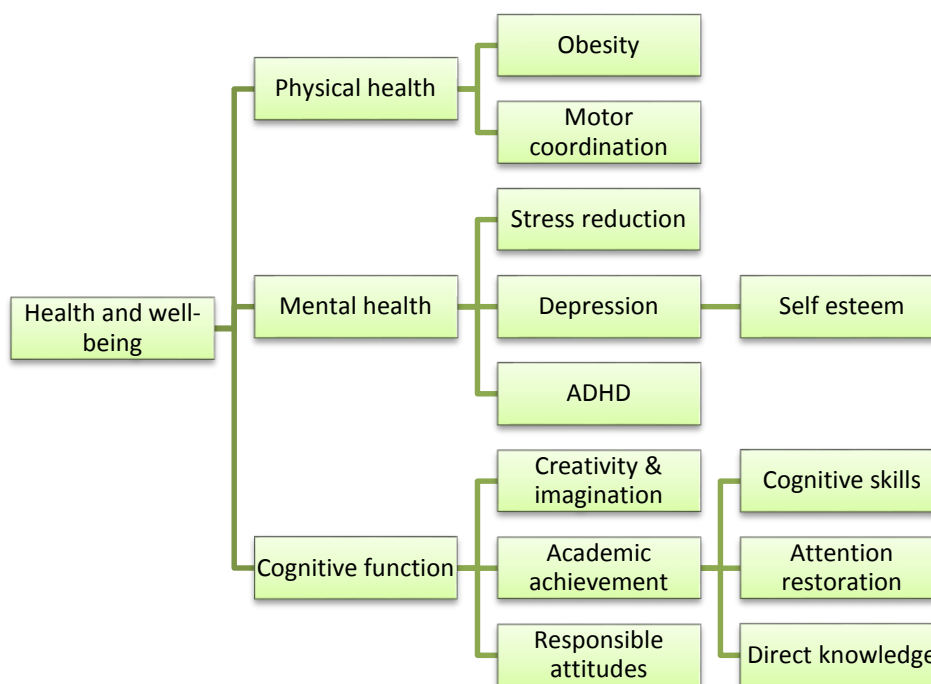 Obesity
Physical health
Motor
coordination
Stress reduction
Health and well-
being
Mental health
Depression
Self esteem
ADHD
Creativity &
imagination
Cognitive skills
Cognitive function
Academic
achievement
Attention
restoration
Responsible
attitudes
Direct knowledge